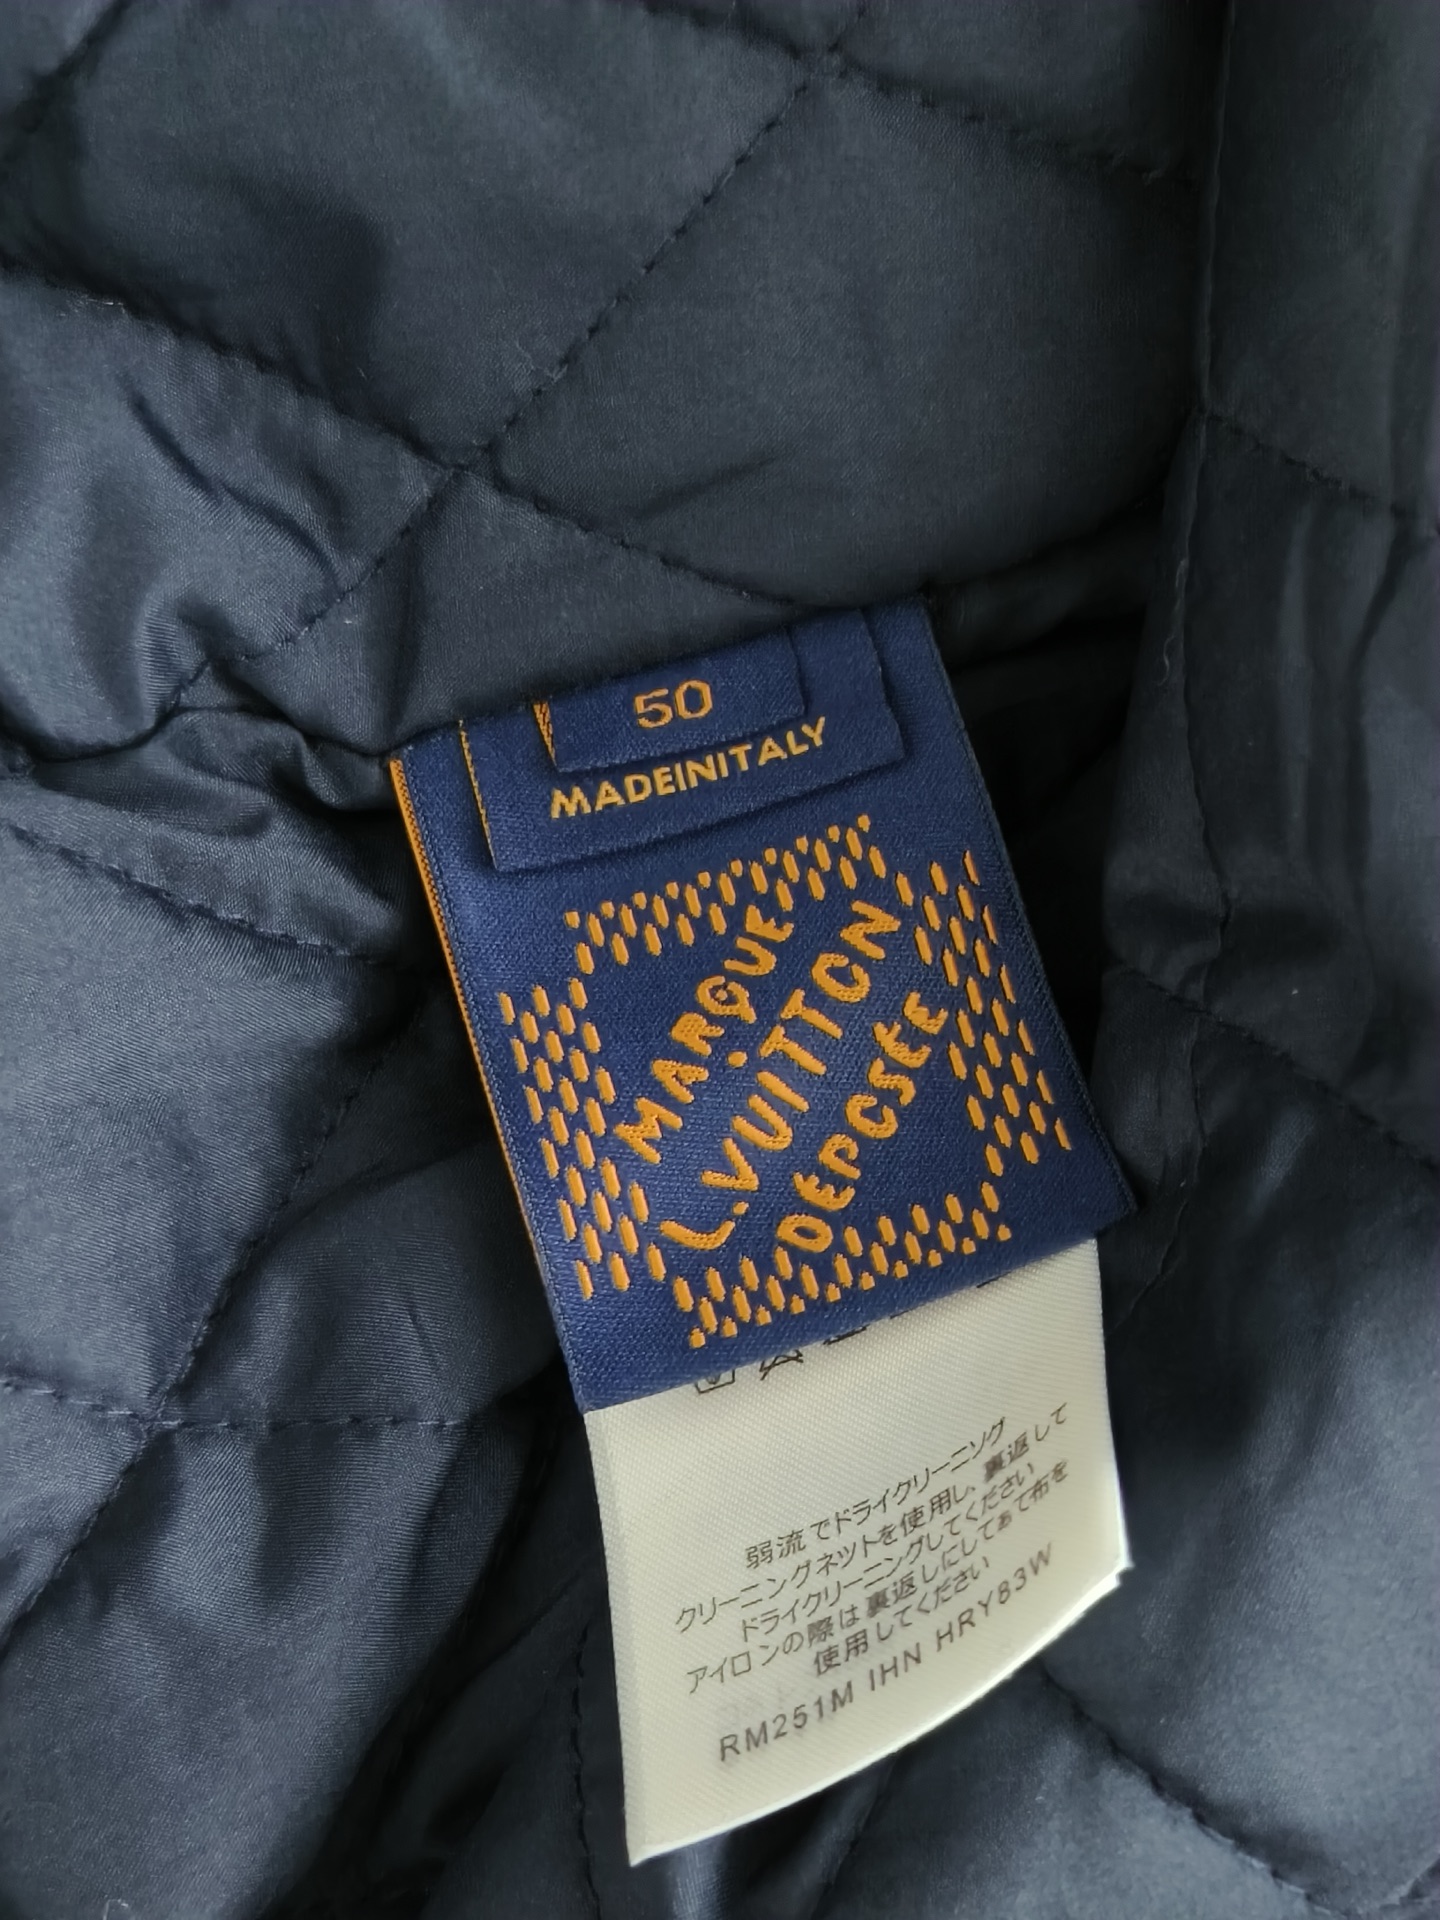 50
MADEINITALY
MARQUE
L.VUITTON
DEPCSEE
弱流でドライクリーニング
クリーニングネットを使用し、裏返して
ドライクリーニングしてください
アイロンの際は裏返しにしてあて布を
使用してください
RM251M IHN HRY83W